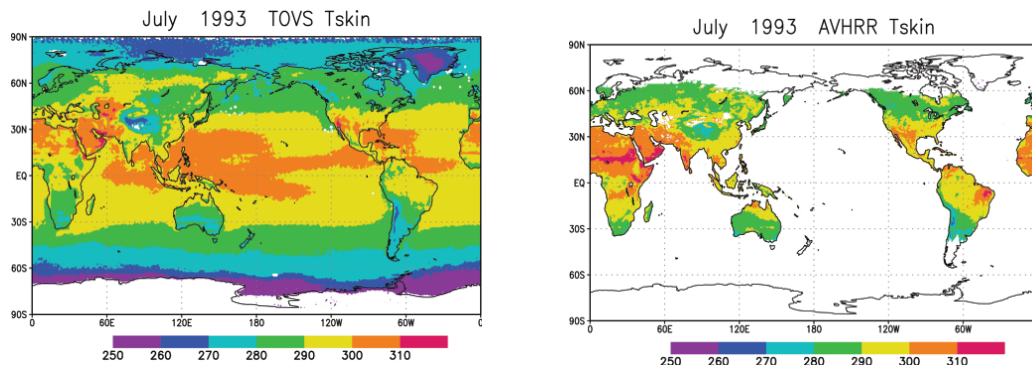 July 1993 TOVS Tskin
90N
60N
30N
EQ
30S
60S
90S
0 60E 120E 180 120W 60W 0
250 260 270 280 290 300 310
July 1993 AVHRR Tskin
90N
60N
30N
EQ
30S
60S
90S
0 60E 120E 180 120W 60W
250 260 270 280 290 300 310